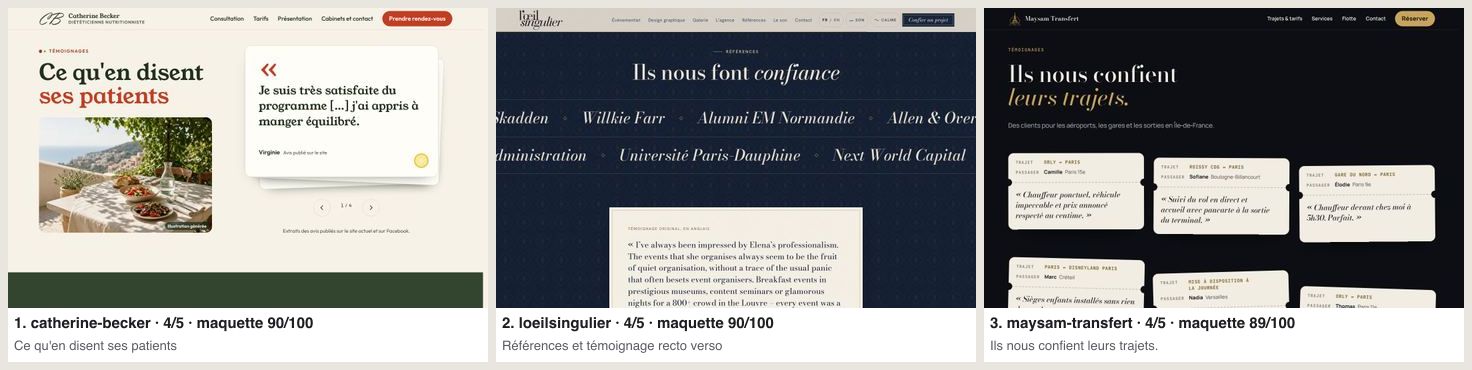 Catherine Becker
DIÉTÉTICIENNE NUTRITIONNISTE
Consultation Tarifs Présentation Cabinets et contact Prendre rendez-vous
TÉMOIGNAGES
Ce qu'en disent
ses patients
Illustration générée
«
Je suis très satisfaite du
programme [...] j'ai appris à
manger équilibré.
Virginie Avis publié sur le site
1 / 4
Extraits des avis publiés sur le site actuel et sur Facebook.
1. catherine-becker · 4/5 · maquette 90/100
Ce qu'en disent ses patients
l'œil
singulier
Événementiel Design graphique Galerie L'agence Références Contact FR / EN SON CALME Confier un projet
RÉFÉRENCES
Ils nous font confiance
Skadden Willkie Farr Alumni EM Normandie Allen & Over
dministration Université Paris-Dauphine Next World Capital
TÉMOIGNAGE ORIGINAL, EN ANGLAIS
« I've always been impressed by Elena's professionalism.
The events that she organises always seem to be the fruit
of quiet organisation, without a trace of the usual panic
that often besets event organisers. Breakfast events in
prestigious museums, content seminars or glamorous
nights for a 800+ crowd in the Louvre – every event was a
2. loeilsingulier · 4/5 · maquette 90/100
Références et témoignage recto verso
Maysam Transfert
Trajets & tarifs Services Flotte Contact Réserver
TÉMOIGNAGES
Ils nous confient
leurs trajets.
Des clients pour les aéroports, les gares et les sorties en Île-de-France.
TRAJET ORLY → PARIS
PASSAGER Camille Paris 15e
« Chauffeur ponctuel, véhicule
impeccable et prix annoncé
respecté au centime. »
TRAJET ROISSY CDG → PARIS
PASSAGER Sofiane Boulogne-Billancourt
« Suivi du vol en direct et
accueil avec pancarte à la sortie
du terminal. »
TRAJET GARE DU NORD → PARIS
PASSAGER Élodie Paris 9e
« Chauffeur devant chez moi à
5h30. Parfait. »
TRAJET PARIS → DISNEYLAND PARIS
PASSAGER Marc Créteil
« Sièges enfants installés sans rien
TRAJET MISE À DISPOSITION À
LA JOURNÉE
PASSAGER Nadia Versailles
TRAJET ORLY → PARIS
PASSAGER Thomas
3. maysam-transfert · 4/5 · maquette 89/100
Ils nous confient leurs trajets.